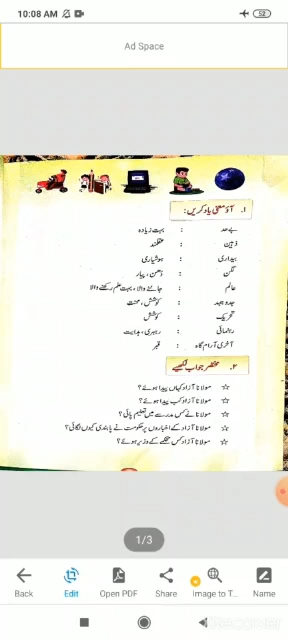 10:08 AM
52
Ad Space
۱۔ آؤ معنی یاد کریں :
بے حد : بہت زیادہ
ذہین : عقلمند
بیداری : ہوشیاری
لگن : دُھن، پیار
عالم : جاننے والا، بہت علم رکھنے والا
جدوجہد : کوشش، محنت
تحریک : کوشش
رہنمائی : رہبری، ہدایت
آخری آرام گاہ : قبر
۲۔ مختصر جواب لکھیے
☆ مولانا آزاد کہاں پیدا ہوئے؟
☆ مولانا آزاد کب پیدا ہوئے؟
☆ مولانا نے کس مدرسے میں تعلیم پائی؟
☆ مولانا آزاد کے اخباروں پر حکومت نے پابندی کیوں لگائی؟
☆ مولانا آزاد کس محکمے کے وزیر ہوئے؟
1/3
Back Edit Open PDF Share Image to T... Name